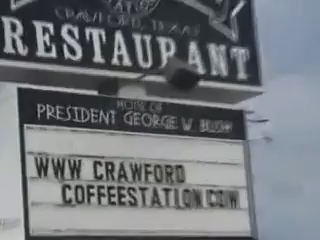 CRAWFORD, TEXAS
RESTAURANT
HOME OF
PRESIDENT GEORGE W. BUSH
WWW CRAWFORD
COFFEESTATION.COM